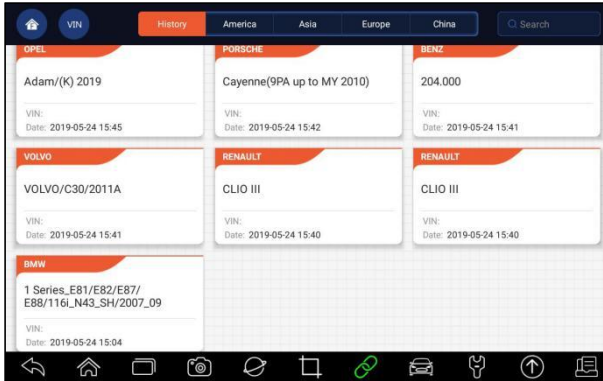 VIN
History
America
Asia
Europe
China
Search
OPEL
Adam/(K) 2019
VIN:
Date: 2019-05-24 15:45
PORSCHE
Cayenne(9PA up to MY 2010)
VIN:
Date: 2019-05-24 15:42
BENZ
204.000
VIN:
Date: 2019-05-24 15:41
VOLVO
VOLVO/C30/2011A
VIN:
Date: 2019-05-24 15:41
RENAULT
CLIO III
VIN:
Date: 2019-05-24 15:40
RENAULT
CLIO III
VIN:
Date: 2019-05-24 15:40
BMW
1 Series_E81/E82/E87/
E88/116i_N43_SH/2007_09
VIN:
Date: 2019-05-24 15:04